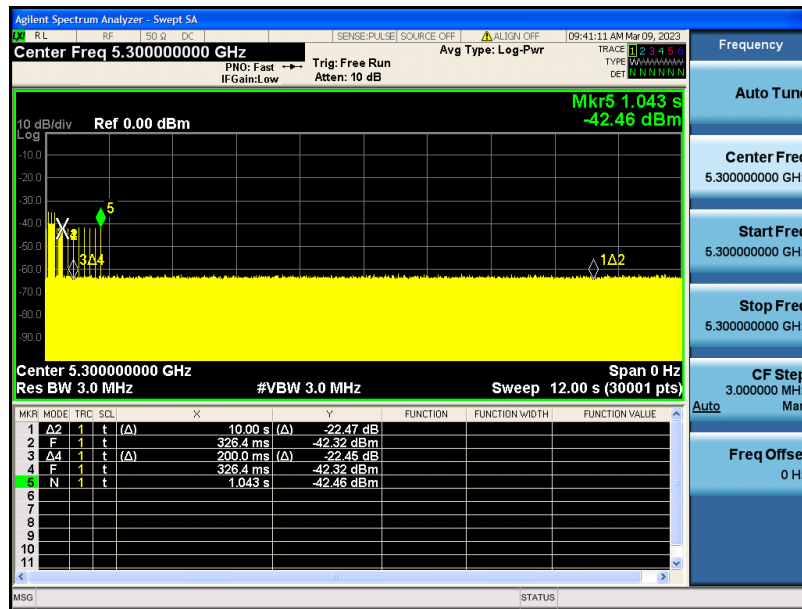 Agilent Spectrum Analyzer - Swept SA
LXI RL RF 50 Ω DC SENSE:PULSE SOURCE OFF ALIGN OFF 09:41:11 AM Mar 09, 2023
Center Freq 5.300000000 GHz Avg Type: Log-Pwr TRACE 1 2 3 4 5 6
PNO: Fast Trig: Free Run TYPE W
IFGain:Low Atten: 10 dB DET N N N N N N
Mkr5 1.043 s
10 dB/div Ref 0.00 dBm -42.46 dBm
Log
-10.0
-20.0
-30.0
-40.0
-50.0
-60.0
-70.0
-80.0
-90.0
5
3Δ4
1Δ2
Center 5.300000000 GHz Span 0 Hz
Res BW 3.0 MHz #VBW 3.0 MHz Sweep 12.00 s (30001 pts)
MKR MODE TRC SCL X Y FUNCTION FUNCTION WIDTH FUNCTION VALUE
1 Δ2 1 t (Δ) 10.00 s (Δ) -22.47 dB
2 F 1 t 326.4 ms -42.32 dBm
3 Δ4 1 t (Δ) 200.0 ms (Δ) -22.45 dB
4 F 1 t 326.4 ms -42.32 dBm
5 N 1 t 1.043 s -42.46 dBm
6
7
8
9
10
11
MSG STATUS
Frequency
Auto Tune
Center Freq
5.300000000 GHz
Start Freq
5.300000000 GHz
Stop Freq
5.300000000 GHz
CF Step
3.000000 MHz
Auto Man
Freq Offset
0 Hz